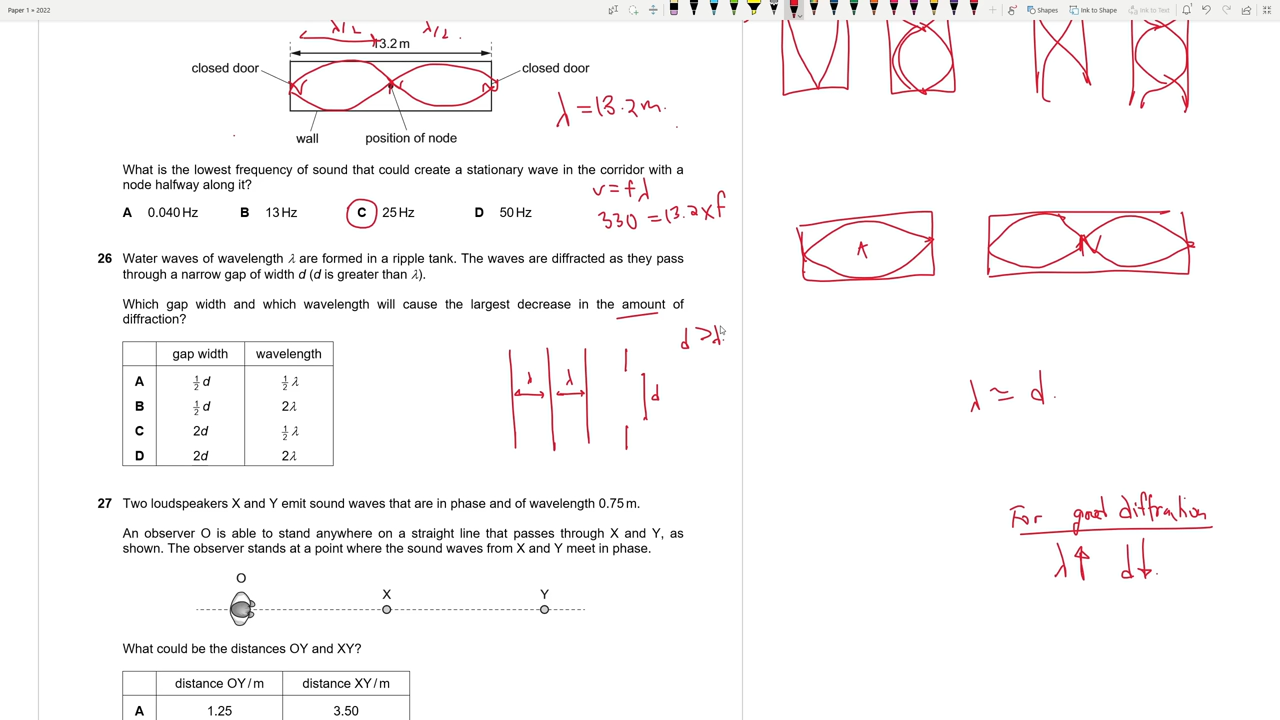 Paper 1 » 2022
Shapes
Ink to Shape
Ink to Text
λ/2
λ/2
13.2 m
closed door
closed door
λ = 13.2 m.
wall
position of node
What is the lowest frequency of sound that could create a stationary wave in the corridor with a
node halfway along it?
v = fλ
A 0.040 Hz B 13 Hz C 25 Hz D 50 Hz
330 = 13.2 x f
A
N
26 Water waves of wavelength λ are formed in a ripple tank. The waves are diffracted as they pass
through a narrow gap of width d (d is greater than λ).
Which gap width and which wavelength will cause the largest decrease in the amount of
diffraction?
d > λ
gap width wavelength
A ½d ½λ
B ½d 2λ
C 2d ½λ
D 2d 2λ
λ λ d
λ ≃ d.
27 Two loudspeakers X and Y emit sound waves that are in phase and of wavelength 0.75 m.
For good diffraction
λ↑ d↓.
An observer O is able to stand anywhere on a straight line that passes through X and Y, as
shown. The observer stands at a point where the sound waves from X and Y meet in phase.
O
X
Y
What could be the distances OY and XY?
distance OY / m distance XY / m
A 1.25 3.50